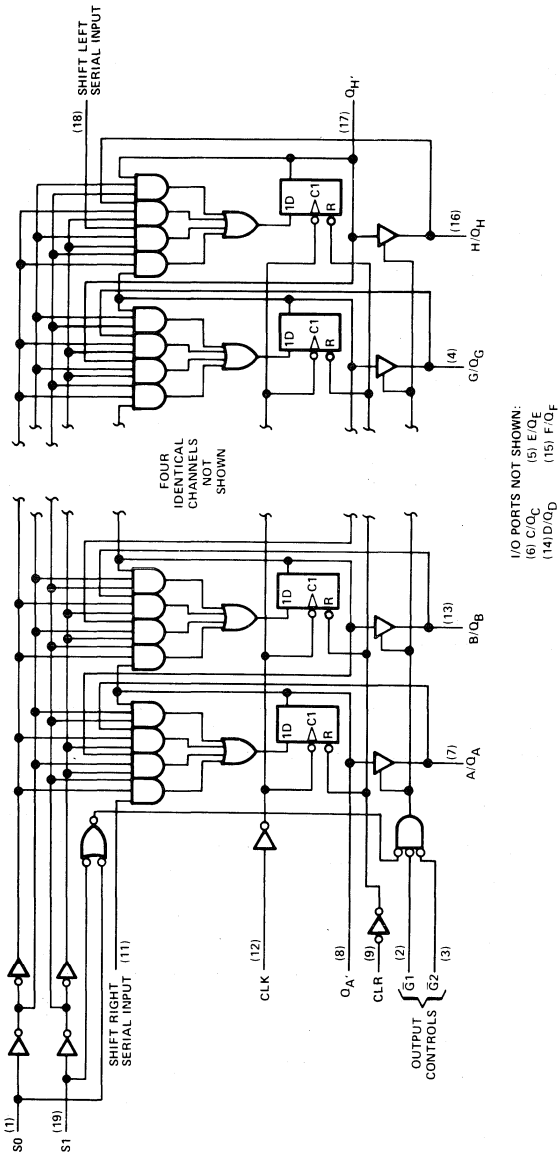 S0 (1)
S1 (19)
SHIFT RIGHT
SERIAL INPUT
(11)
CLK (12)
QA′ (8)
CLR (9)
OUTPUT
CONTROLS
G̅1 (2)
G̅2 (3)
1D
C1
R
1D
C1
R
(7)
A/QA
(13)
B/QB
FOUR
IDENTICAL
CHANNELS
NOT
SHOWN
1D
C1
R
1D
C1
R
(4)
G/QG
(16)
H/QH
(18) SHIFT LEFT
SERIAL INPUT
(17) QH′
I/O PORTS NOT SHOWN:
(6) C/QC (5) E/QE
(14) D/QD (15) F/QF